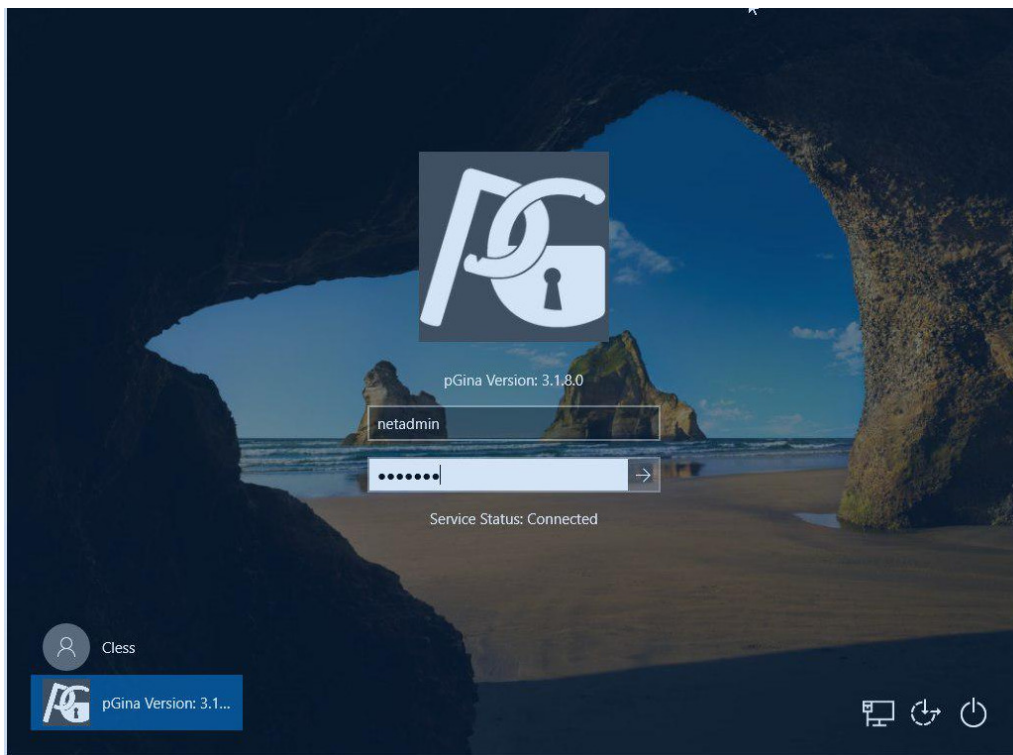 pGina Version: 3.1.8.0
netadmin
Service Status: Connected
Cless
pGina Version: 3.1...